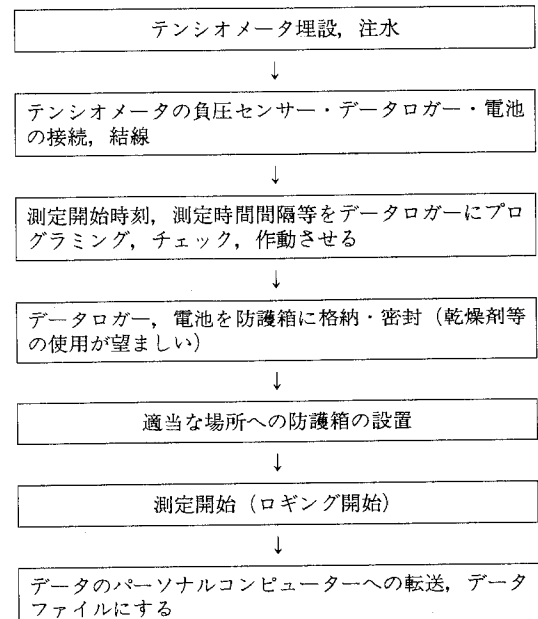 テンシオメータ埋設，注水
↓
テンシオメータの負圧センサー・データロガー・電池
の接続，結線
↓
測定開始時刻，測定時間間隔等をデータロガーにプロ
グラミング，チェック，作動させる
↓
データロガー，電池を防護箱に格納・密封（乾燥剤等
の使用が望ましい）
↓
適当な場所への防護箱の設置
↓
測定開始（ロギング開始）
↓
データのパーソナルコンピューターへの転送，データ
ファイルにする